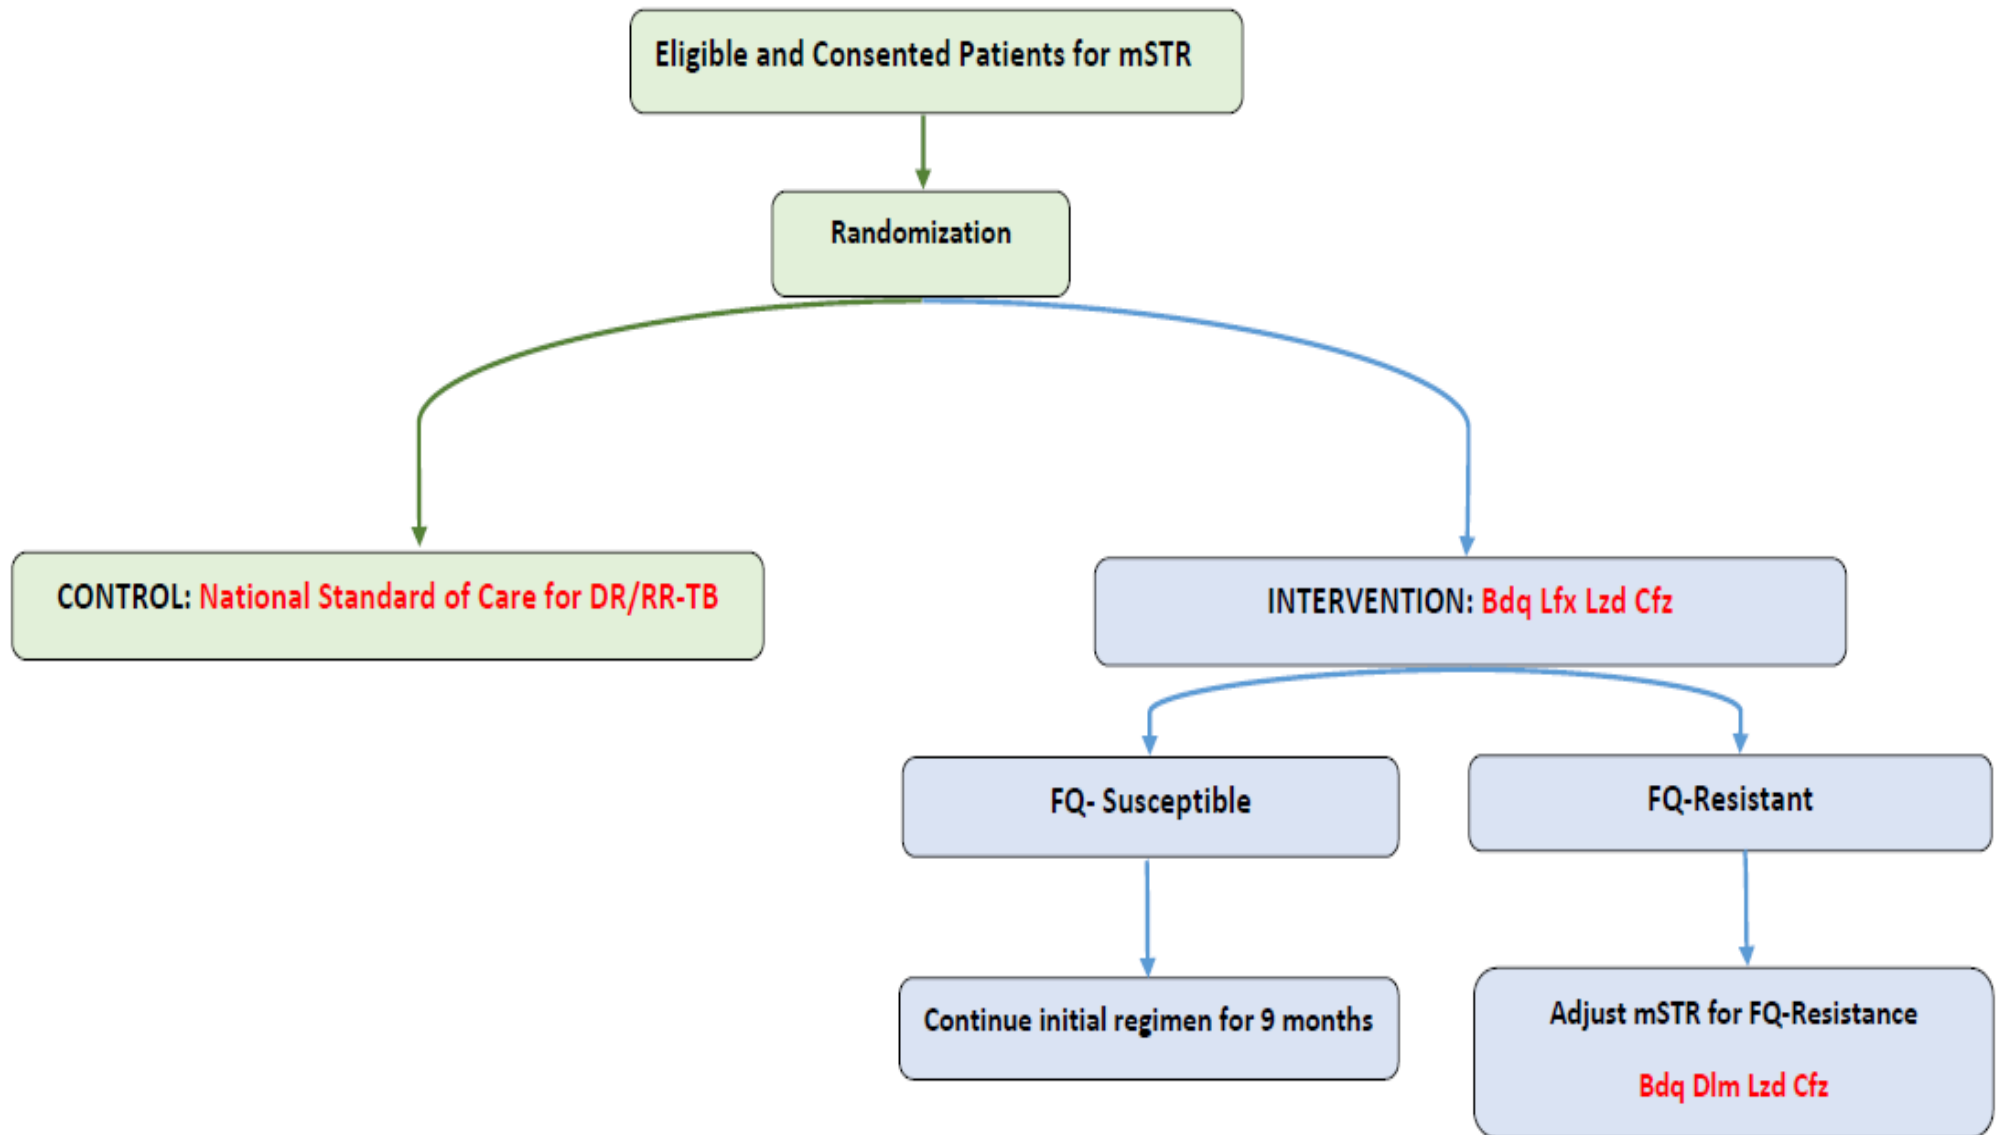 Eligible and Consented Patients for mSTR
Randomization
CONTROL: National Standard of Care for DR/RR-TB
INTERVENTION: Bdq Lfx Lzd Cfz
FQ- Susceptible
FQ-Resistant
Continue initial regimen for 9 months
Adjust mSTR for FQ-Resistance
Bdq Dlm Lzd Cfz